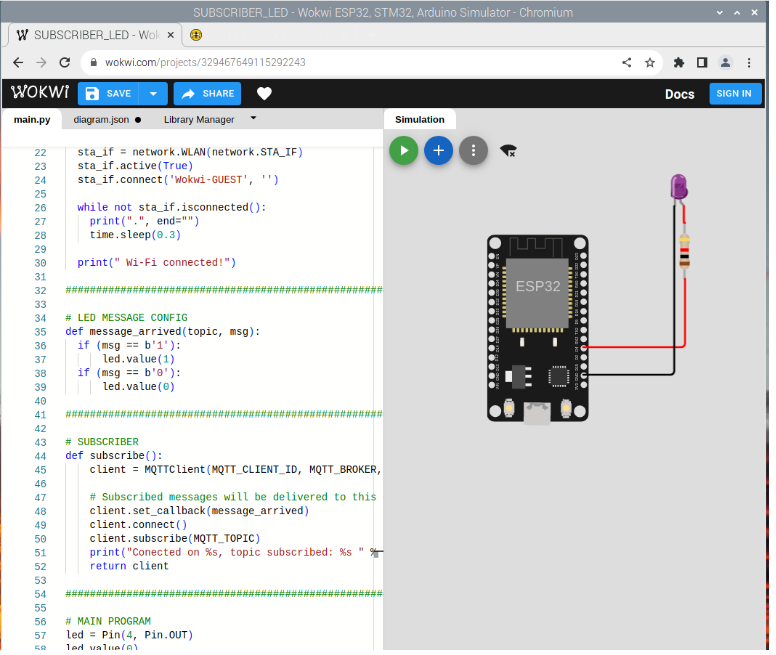 SUBSCRIBER_LED - Wokwi ESP32, STM32, Arduino Simulator - Chromium
SUBSCRIBER_LED - Wok
wokwi.com/projects/329467649115292243
WOKWI
SAVE
SHARE
Docs
SIGN IN
main.py
diagram.json
Library Manager
Simulation
22 sta_if = network.WLAN(network.STA_IF)
23 sta_if.active(True)
24 sta_if.connect('Wokwi-GUEST', '')
25
26 while not sta_if.isconnected():
27 print(".", end="")
28 time.sleep(0.3)
29
30 print(" Wi-Fi connected!")
31
32 #####################################################
33
34 # LED MESSAGE CONFIG
35 def message_arrived(topic, msg):
36 if (msg == b'1'):
37 led.value(1)
38 if (msg == b'0'):
39 led.value(0)
40
41 #####################################################
42
43 # SUBSCRIBER
44 def subscribe():
45 client = MQTTClient(MQTT_CLIENT_ID, MQTT_BROKER,
46
47 # Subscribed messages will be delivered to this
48 client.set_callback(message_arrived)
49 client.connect()
50 client.subscribe(MQTT_TOPIC)
51 print("Conected on %s, topic subscribed: %s " %
52 return client
53
54 #####################################################
55
56 # MAIN PROGRAM
57 led = Pin(4, Pin.OUT)
58 led.value(0)
ESP32